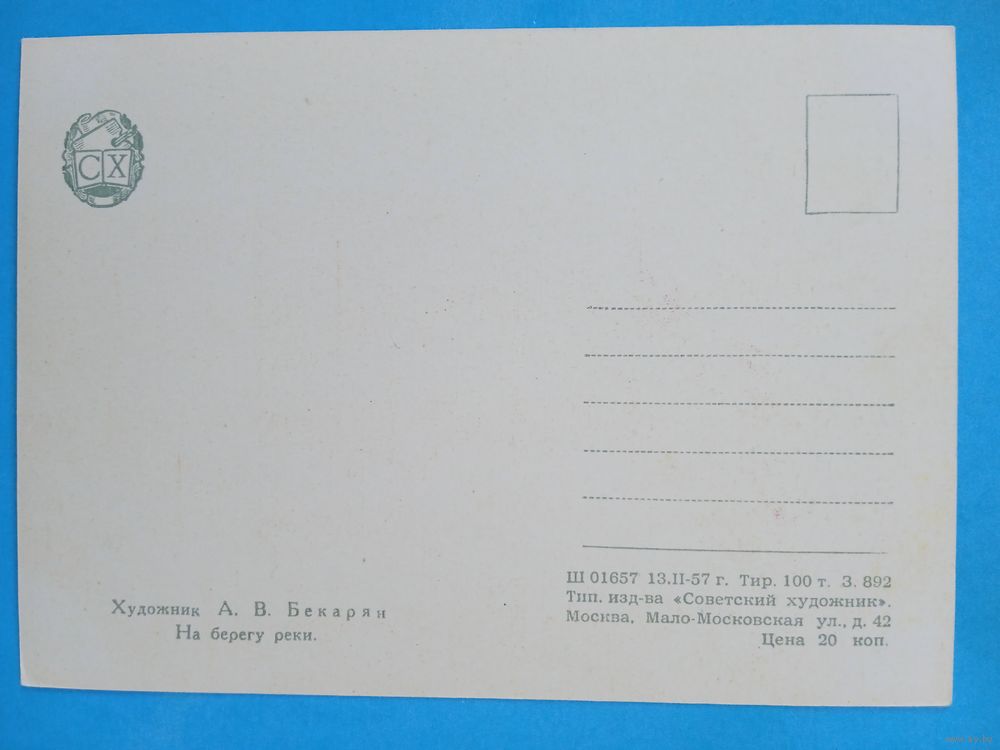 СХ
Художник А. В. Бекарян
На берегу реки.
Ш 01657 13.II-57 г. Тир. 100 т. З. 892
Тип. изд-ва «Советский художник».
Москва, Мало-Московская ул., д. 42
Цена 20 коп.